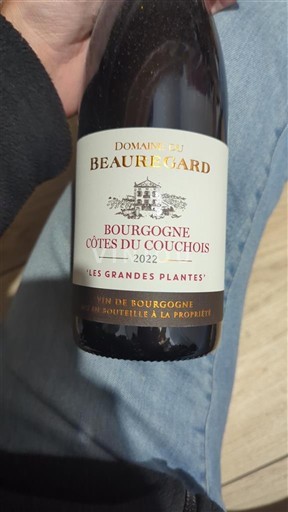 DOMAINE DU
BEAUREGARD
BOURGOGNE
CÔTES DU COUCHOIS
2022
'LES GRANDES PLANTES'
VIN DE BOURGOGNE
MIS EN BOUTEILLE À LA PROPRIÉTÉ